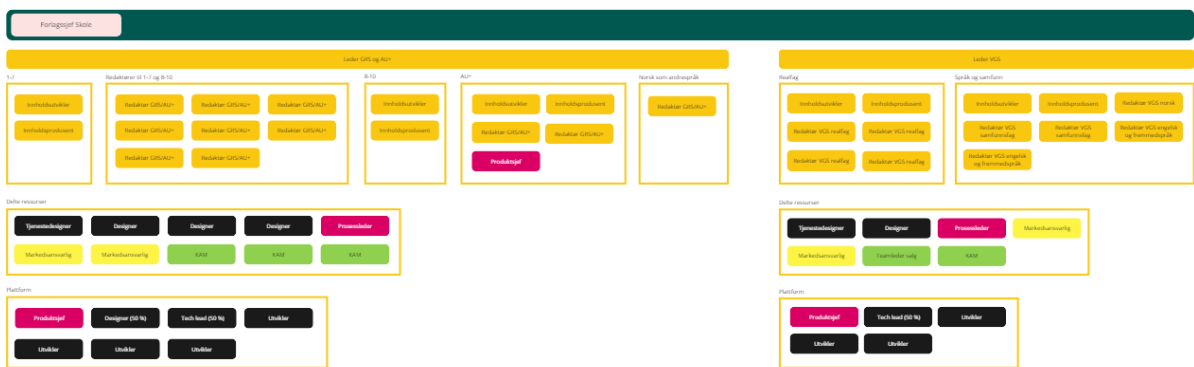 Forlagssjef Skole
Leder GRS og AU+
Leder VGS
1-7
Redaktører til 1-7 og 8-10
8-10
AU+
Norsk som andrespråk
Realfag
Språk og samfunn
Innholdsutvikler
Innholdsprodusent
Redaktør GRS/AU+
Redaktør GRS/AU+
Redaktør GRS/AU+
Redaktør GRS/AU+
Redaktør GRS/AU+
Redaktør GRS/AU+
Redaktør GRS/AU+
Redaktør GRS/AU+
Innholdsutvikler
Innholdsprodusent
Innholdsutvikler
Innholdsprodusent
Redaktør GRS/AU+
Redaktør GRS/AU+
Produktsjef
Redaktør GRS/AU+
Innholdsutvikler
Innholdsprodusent
Redaktør VGS realfag
Redaktør VGS realfag
Redaktør VGS realfag
Redaktør VGS realfag
Innholdsutvikler
Innholdsprodusent
Redaktør VGS norsk
Redaktør VGS
samfunnsfag
Redaktør VGS
samfunnsfag
Redaktør VGS engelsk
og fremmedspråk
Redaktør VGS engelsk
og fremmedspråk
Delte ressurser
Tjenestedesigner
Designer
Designer
Designer
Prosessleder
Markedsansvarlig
Markedsansvarlig
KAM
KAM
KAM
Delte ressurser
Tjenestedesigner
Designer
Prosessleder
Markedsansvarlig
Markedsansvarlig
Teamleder salg
KAM
Plattform
Produktsjef
Designer (50 %)
Tech lead (50 %)
Utvikler
Utvikler
Utvikler
Utvikler
Plattform
Produktsjef
Tech lead (50 %)
Utvikler
Utvikler
Utvikler